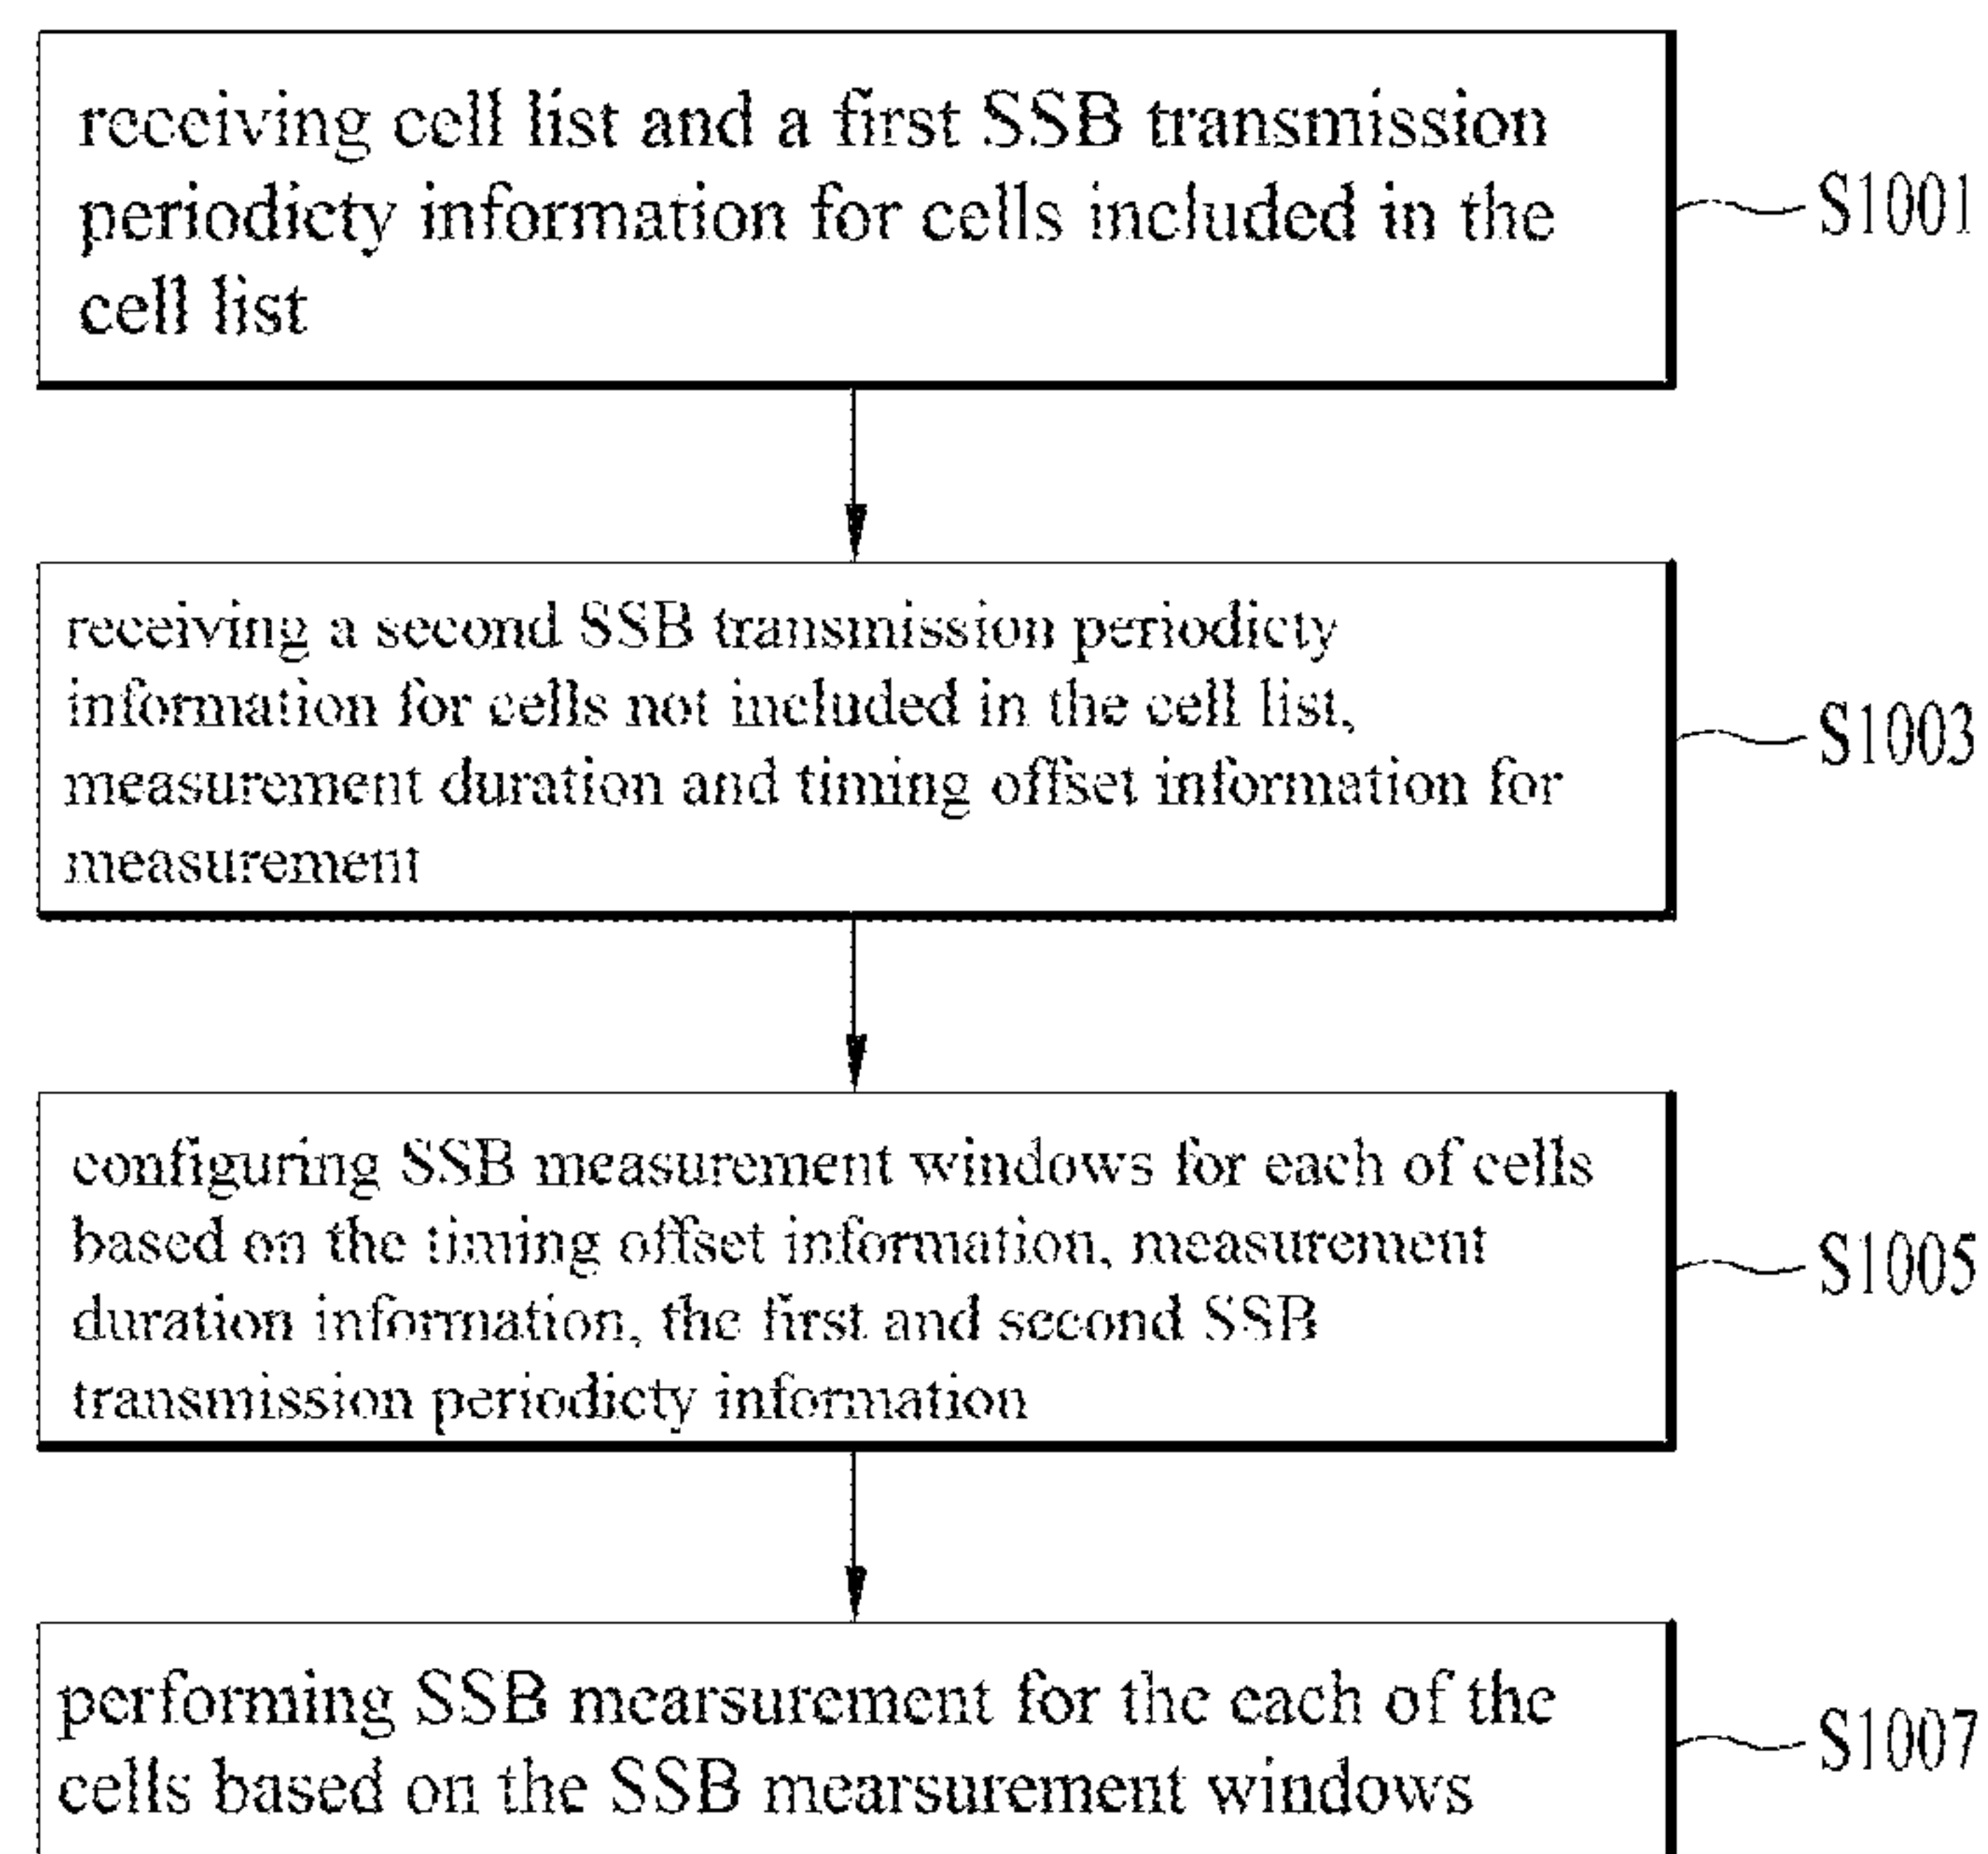 receiving cell list and a first SSB transmission
periodicty information for cells included in the
cell list
S1001
receiving a second SSB transmission periodicty
information for cells not included in the cell list,
measurement duration and timing offset information for
measurement
S1003
configuring SSB measurement windows for each of cells
based on the timing offset information, measurement
duration information, the first and second SSB
transmission periodicty information
S1005
performing SSB mearsurement for the each of the
cells based on the SSB mearsurement windows
S1007